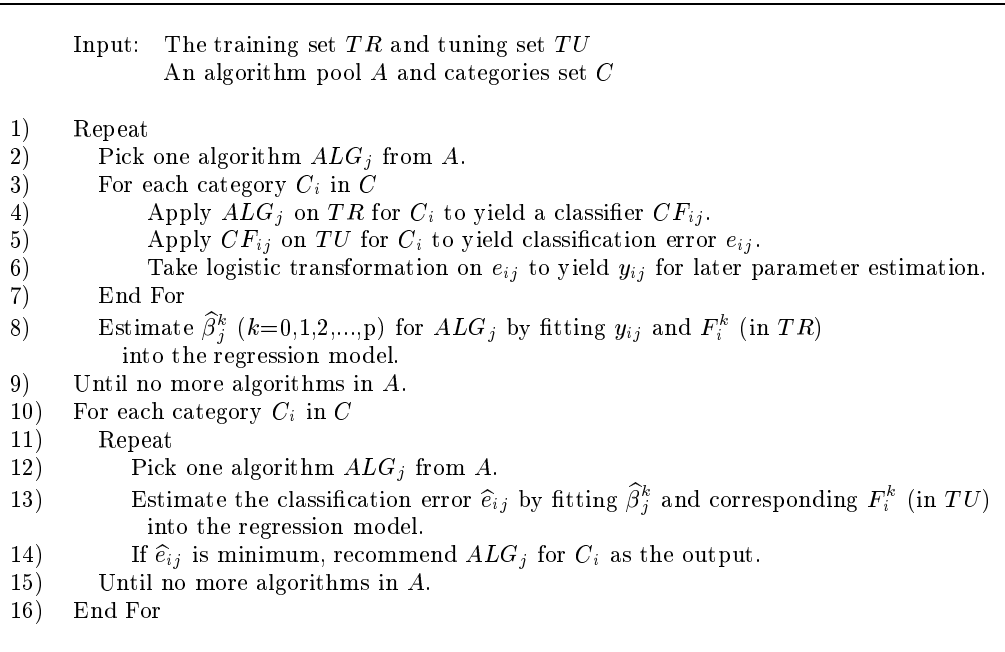 Input: The training set TR and tuning set TU
An algorithm pool A and categories set C
1) Repeat
2) Pick one algorithm ALG_j from A.
3) For each category C_i in C
4) Apply ALG_j on TR for C_i to yield a classifier CF_ij.
5) Apply CF_ij on TU for C_i to yield classification error e_ij.
6) Take logistic transformation on e_ij to yield y_ij for later parameter estimation.
7) End For
8) Estimate β̂_j^k (k=0,1,2,...,p) for ALG_j by fitting y_ij and F_i^k (in TR)
into the regression model.
9) Until no more algorithms in A.
10) For each category C_i in C
11) Repeat
12) Pick one algorithm ALG_j from A.
13) Estimate the classification error ê_ij by fitting β̂_j^k and corresponding F_i^k (in TU)
into the regression model.
14) If ê_ij is minimum, recommend ALG_j for C_i as the output.
15) Until no more algorithms in A.
16) End For